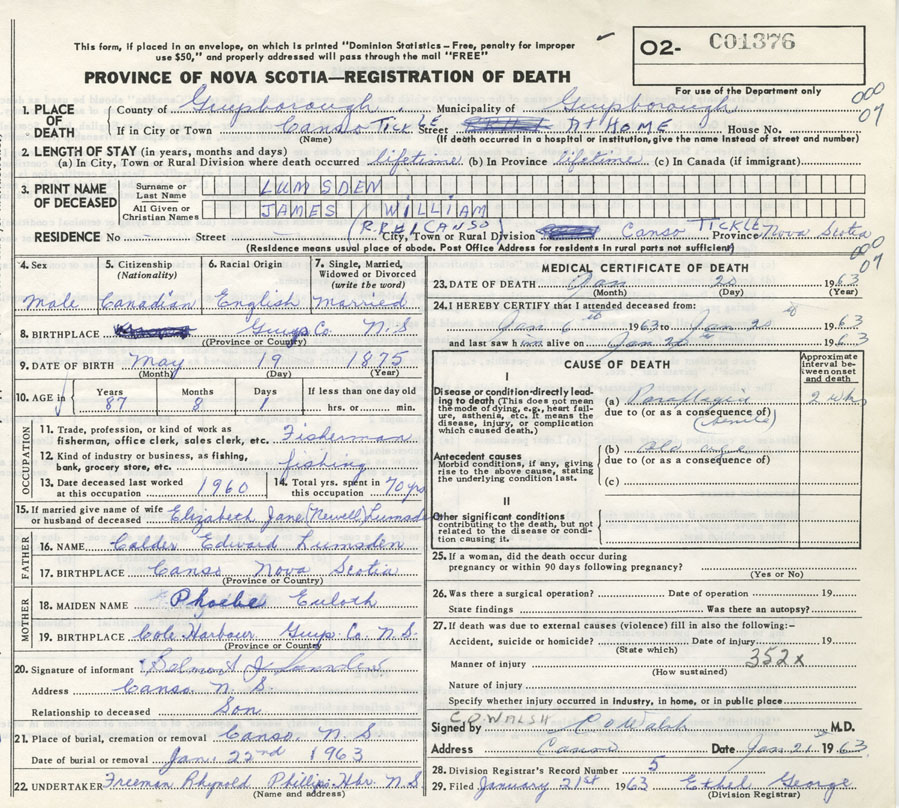 This form, if placed in an envelope, on which is printed "Dominion Statistics—Free, penalty for improper
use $50," and properly addressed will pass through the mail "FREE"
O2- C01376
PROVINCE OF NOVA SCOTIA—REGISTRATION OF DEATH
For use of the Department only
000
07
1. PLACE OF DEATH
County of Guysborough Municipality of Guysborough
If in City or Town Canso TICKLE Street At HOME House No.
(Name) (If death occurred in a hospital or institution, give the name instead of street and number)
2. LENGTH OF STAY (in years, months and days)
(a) In City, Town or Rural Division where death occurred lifetime (b) In Province lifetime (c) In Canada (if immigrant)
3. PRINT NAME OF DECEASED
Surname or Last Name LUMSDEN
All Given or Christian Names JAMES WILLIAM
RESIDENCE No Street (R.R.#1 CANSO) City, Town or Rural Division Canso TICKLE Province Nova Scotia
(Residence means usual place of abode. Post Office Address for residents in rural parts not sufficient)
000
07
4. Sex Male
5. Citizenship (Nationality) Canadian
6. Racial Origin English
7. Single, Married, Widowed or Divorced (write the word) Married
8. BIRTHPLACE Guys Co. N.S
(Province or Country)
9. DATE OF BIRTH May 19 1875
(Month) (Day) (Year)
10. AGE in Years 87 Months 8 Days 1 If less than one day old hrs. or min.
OCCUPATION
11. Trade, profession, or kind of work as fisherman, office clerk, sales clerk, etc. Fisherman
12. Kind of industry or business, as fishing, bank, grocery store, etc. fishing
13. Date deceased last worked at this occupation 1960
14. Total yrs. spent in this occupation 70 yrs
15. If married give name of wife or husband of deceased Elizabeth Jane (Newell) Lumsden
FATHER
16. NAME Calder Edward Lumsden
17. BIRTHPLACE Canso Nova Scotia
(Province or Country)
MOTHER
18. MAIDEN NAME Phoebe Euloth
19. BIRTHPLACE Cole Harbour Guys. Co. N.S.
(Province or Country)
20. Signature of informant Belmont J. Lumsden
Address Canso N.S.
Relationship to deceased Son
21. Place of burial, cremation or removal Canso N.S
Date of burial or removal Jan. 22nd 1963
22. UNDERTAKER Freeman Rhynold Phillips Hbr. N.S
(Name and address)
MEDICAL CERTIFICATE OF DEATH
23. DATE OF DEATH Jan 20 1963
(Month) (Day) (Year)
24. I HEREBY CERTIFY that I attended deceased from:
Jan 6th 1963 to Jan 20th 1963
and last saw him alive on Jan 20th 1963
CAUSE OF DEATH
Approximate interval between onset and death
I
Disease or condition directly leading to death (This does not mean the mode of dying, e.g., heart failure, asthenia, etc. It means the disease, injury, or complication which caused death.)
(a) Paraplegia 2 wks
due to (or as a consequence of)
(senile)
Antecedent causes
Morbid conditions, if any, giving rise to the above cause, stating the underlying condition last.
(b) old age
due to (or as a consequence of)
(c)
II
Other significant conditions
contributing to the death, but not related to the disease or condition causing it.
25. If a woman, did the death occur during pregnancy or within 90 days following pregnancy?
(Yes or No)
26. Was there a surgical operation? Date of operation 19
State findings Was there an autopsy?
27. If death was due to external causes (violence) fill in also the following:—
Accident, suicide or homicide? Date of injury 19
(State which)
352x
Manner of injury
(How sustained)
Nature of injury
Specify whether injury occurred in industry, in home, or in public place
C.O. WALSH
Signed by C O Walsh M.D.
Address Canso Date Jan 21 1963
28. Division Registrar's Record Number 5
29. Filed January 21st 1963 Ethel George
(Division Registrar)